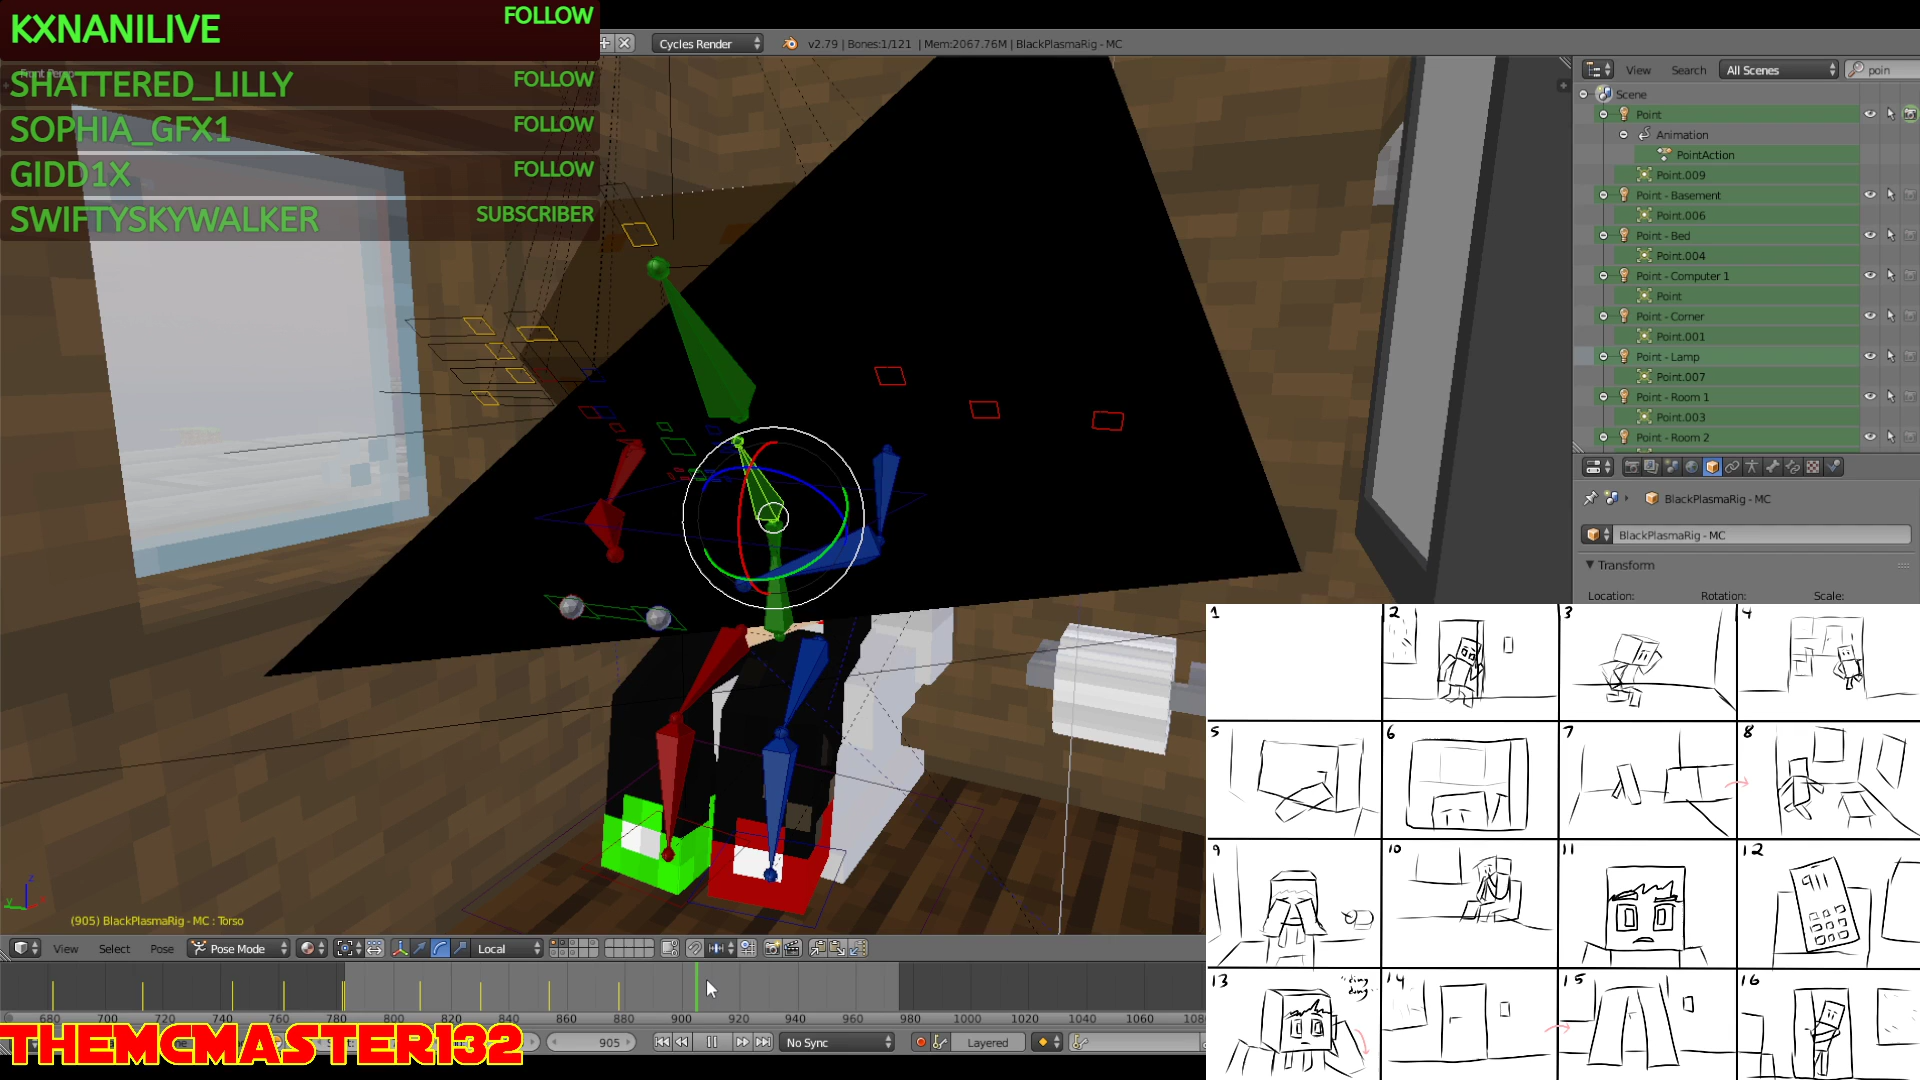 KXNANILIVE FOLLOW
SHATTERED_LILLY FOLLOW
SOPHIA_GFX1 FOLLOW
GIDD1X FOLLOW
SWIFTYSKYWALKER SUBSCRIBER
Cycles Render v2.79 | Bones:1/121 | Mem:2067.76M | BlackPlasmaRig - MC
View Search All Scenes poin
Scene
Point
Animation
PointAction
Point.009
Point - Basement
Point.006
Point - Bed
Point.004
Point - Computer 1
Point
Point - Corner
Point.001
Point - Lamp
Point.007
Point - Room 1
Point.003
Point - Room 2
BlackPlasmaRig - MC
BlackPlasmaRig - MC
Transform
Location: Rotation: Scale:
1 2 3 4
5 6 7 8
9 10 11 12
911
13 14 15 16
"ding dong"
(905) BlackPlasmaRig - MC : Torso
View Select Pose Pose Mode Local
680 700 720 740 760 780 800 820 840 860 880 900 920 940 960 980 1000 1020 1040 1060
905 No Sync Layered
THEMCMASTER132